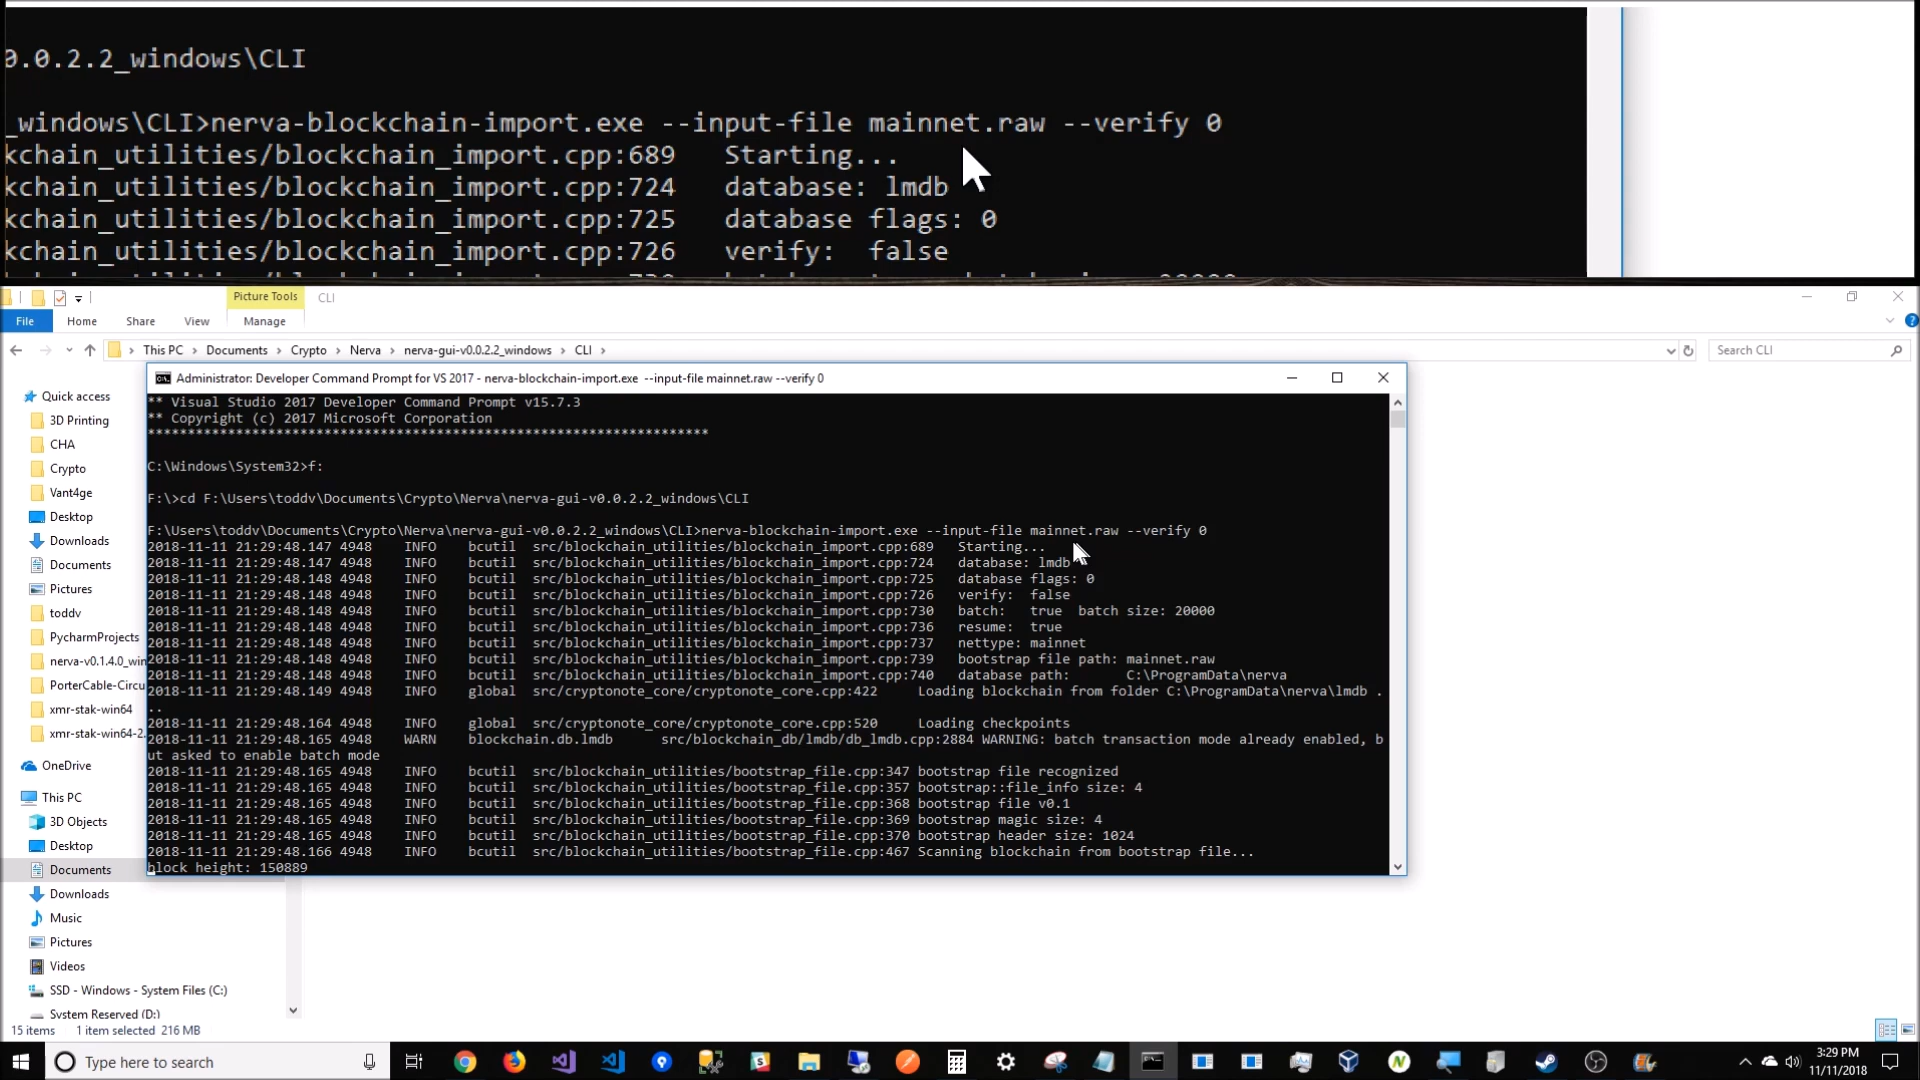 0.0.2.2_windows\CLI
_windows\CLI>nerva-blockchain-import.exe --input-file mainnet.raw --verify 0
kchain_utilities/blockchain_import.cpp:689 Starting...
kchain_utilities/blockchain_import.cpp:724 database: lmdb
kchain_utilities/blockchain_import.cpp:725 database flags: 0
kchain_utilities/blockchain_import.cpp:726 verify: false
Picture Tools CLI
File Home Share View Manage
This PC > Documents > Crypto > Nerva > nerva-gui-v0.0.2.2_windows > CLI >
Search CLI
Administrator: Developer Command Prompt for VS 2017 - nerva-blockchain-import.exe --input-file mainnet.raw --verify 0
** Visual Studio 2017 Developer Command Prompt v15.7.3
** Copyright (c) 2017 Microsoft Corporation
**********************************************************************
C:\Windows\System32>f:
F:\>cd F:\Users\toddv\Documents\Crypto\Nerva\nerva-gui-v0.0.2.2_windows\CLI
F:\Users\toddv\Documents\Crypto\Nerva\nerva-gui-v0.0.2.2_windows\CLI>nerva-blockchain-import.exe --input-file mainnet.raw --verify 0
2018-11-11 21:29:48.147 4948 INFO bcutil src/blockchain_utilities/blockchain_import.cpp:689 Starting...
2018-11-11 21:29:48.147 4948 INFO bcutil src/blockchain_utilities/blockchain_import.cpp:724 database: lmdb
2018-11-11 21:29:48.148 4948 INFO bcutil src/blockchain_utilities/blockchain_import.cpp:725 database flags: 0
2018-11-11 21:29:48.148 4948 INFO bcutil src/blockchain_utilities/blockchain_import.cpp:726 verify: false
2018-11-11 21:29:48.148 4948 INFO bcutil src/blockchain_utilities/blockchain_import.cpp:730 batch: true batch size: 20000
2018-11-11 21:29:48.148 4948 INFO bcutil src/blockchain_utilities/blockchain_import.cpp:736 resume: true
2018-11-11 21:29:48.148 4948 INFO bcutil src/blockchain_utilities/blockchain_import.cpp:737 nettype: mainnet
2018-11-11 21:29:48.148 4948 INFO bcutil src/blockchain_utilities/blockchain_import.cpp:739 bootstrap file path: mainnet.raw
2018-11-11 21:29:48.148 4948 INFO bcutil src/blockchain_utilities/blockchain_import.cpp:740 database path: C:\ProgramData\nerva
2018-11-11 21:29:48.149 4948 INFO global src/cryptonote_core/cryptonote_core.cpp:422 Loading blockchain from folder C:\ProgramData\nerva\lmdb .
..
2018-11-11 21:29:48.164 4948 INFO global src/cryptonote_core/cryptonote_core.cpp:520 Loading checkpoints
2018-11-11 21:29:48.165 4948 WARN blockchain.db.lmdb src/blockchain_db/lmdb/db_lmdb.cpp:2884 WARNING: batch transaction mode already enabled, b
ut asked to enable batch mode
2018-11-11 21:29:48.165 4948 INFO bcutil src/blockchain_utilities/bootstrap_file.cpp:347 bootstrap file recognized
2018-11-11 21:29:48.165 4948 INFO bcutil src/blockchain_utilities/bootstrap_file.cpp:357 bootstrap::file_info size: 4
2018-11-11 21:29:48.165 4948 INFO bcutil src/blockchain_utilities/bootstrap_file.cpp:368 bootstrap file v0.1
2018-11-11 21:29:48.165 4948 INFO bcutil src/blockchain_utilities/bootstrap_file.cpp:369 bootstrap magic size: 4
2018-11-11 21:29:48.165 4948 INFO bcutil src/blockchain_utilities/bootstrap_file.cpp:370 bootstrap header size: 1024
2018-11-11 21:29:48.166 4948 INFO bcutil src/blockchain_utilities/bootstrap_file.cpp:467 Scanning blockchain from bootstrap file...
block height: 150889
Quick access
3D Printing
CHA
Crypto
Vant4ge
Desktop
Downloads
Documents
Pictures
toddv
PycharmProjects
nerva-v0.1.4.0_win
PorterCable-Circu
xmr-stak-win64
xmr-stak-win64-2.
OneDrive
This PC
3D Objects
Desktop
Documents
Downloads
Music
Pictures
Videos
SSD - Windows - System Files (C:)
System Reserved (D:)
15 items 1 item selected 216 MB
Type here to search
3:29 PM
11/11/2018